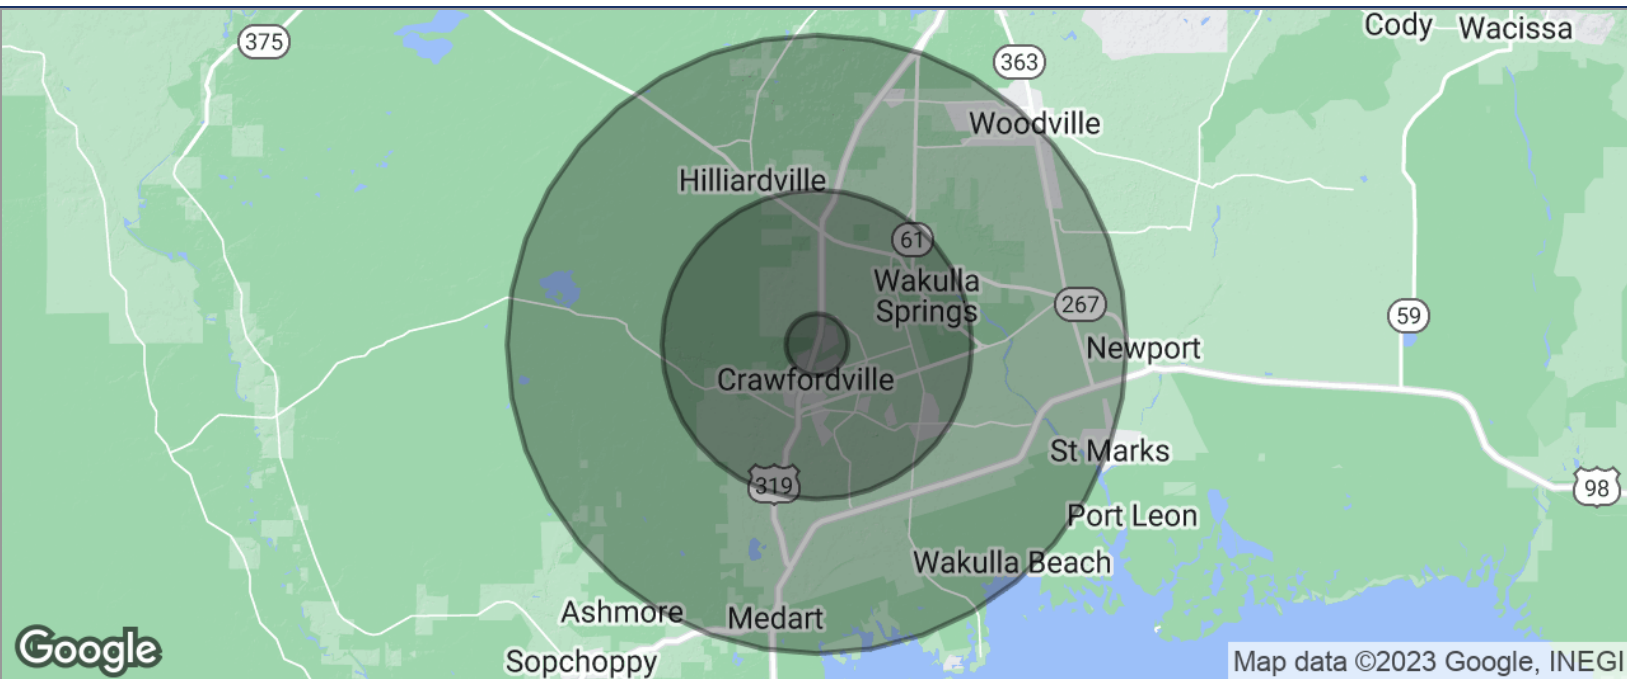 Cody
Wacissa
375
363
Woodville
Hilliardville
61
Wakulla
Springs
267
59
Newport
Crawfordville
St Marks
319
98
Port Leon
Wakulla Beach
Ashmore
Medart
Google
Sopchoppy
Map data ©2023 Google, INEGI